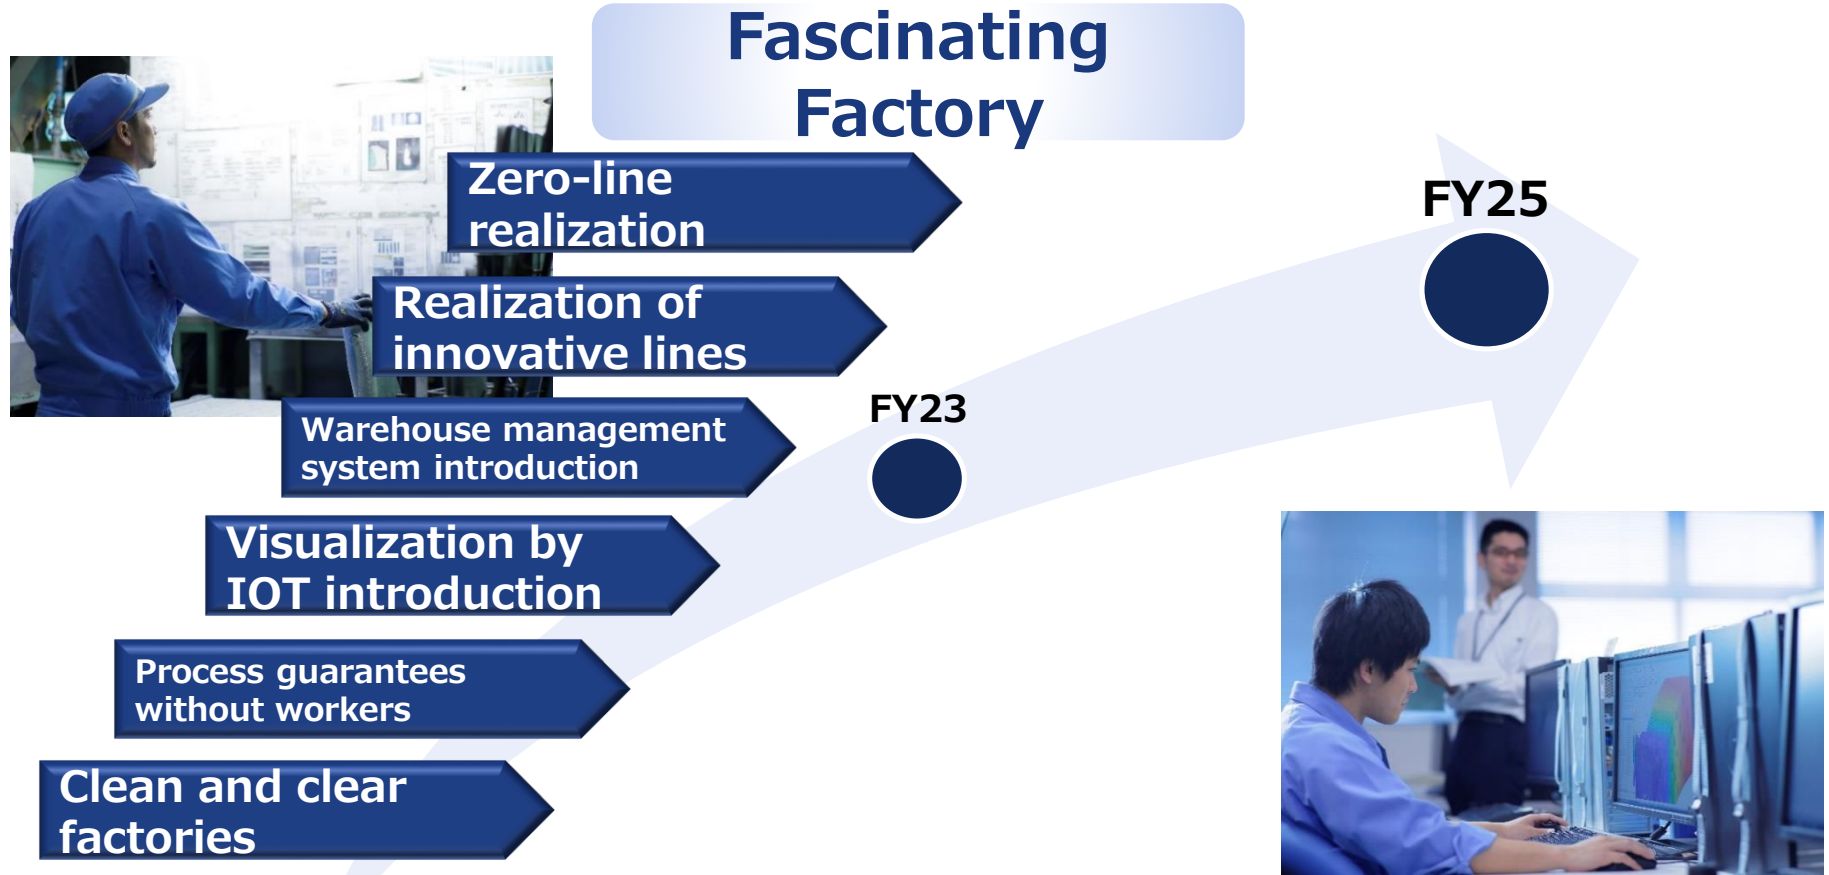 Fascinating
Factory
Zero-line
realization
FY25
Realization of
innovative lines
FY23
Warehouse management
system introduction
Visualization by
IOT introduction
Process guarantees
without workers
Clean and clear
factories